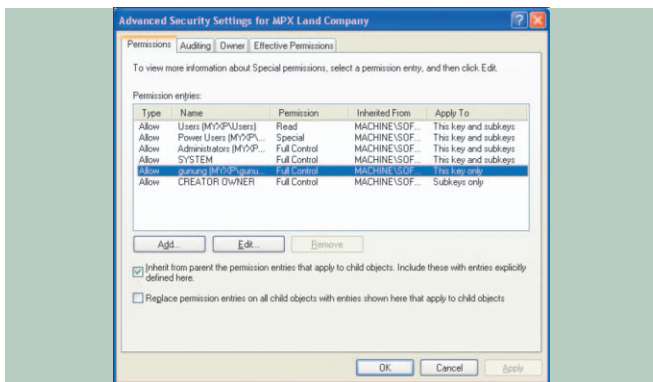 Advanced Security Settings for MPX Land Company
Permissions Auditing Owner Effective Permissions
To view more information about Special permissions, select a permission entry, and then click Edit.
Permission entries:
Type Name Permission Inherited From Apply To
Allow Users (MYXP\Users) Read MACHINE\SOF... This key and subkeys
Allow Power Users (MYXP\... Special MACHINE\SOF... This key and subkeys
Allow Administrators (MYXP... Full Control MACHINE\SOF... This key and subkeys
Allow SYSTEM Full Control MACHINE\SOF... This key and subkeys
Allow gunung (MYXP\gunu... Full Control MACHINE\SOF... This key only
Allow CREATOR OWNER Full Control MACHINE\SOF... Subkeys only
Add... Edit... Remove
Inherit from parent the permission entries that apply to child objects. Include these with entries explicitly
defined here.
Replace permission entries on all child objects with entries shown here that apply to child objects
OK Cancel Apply